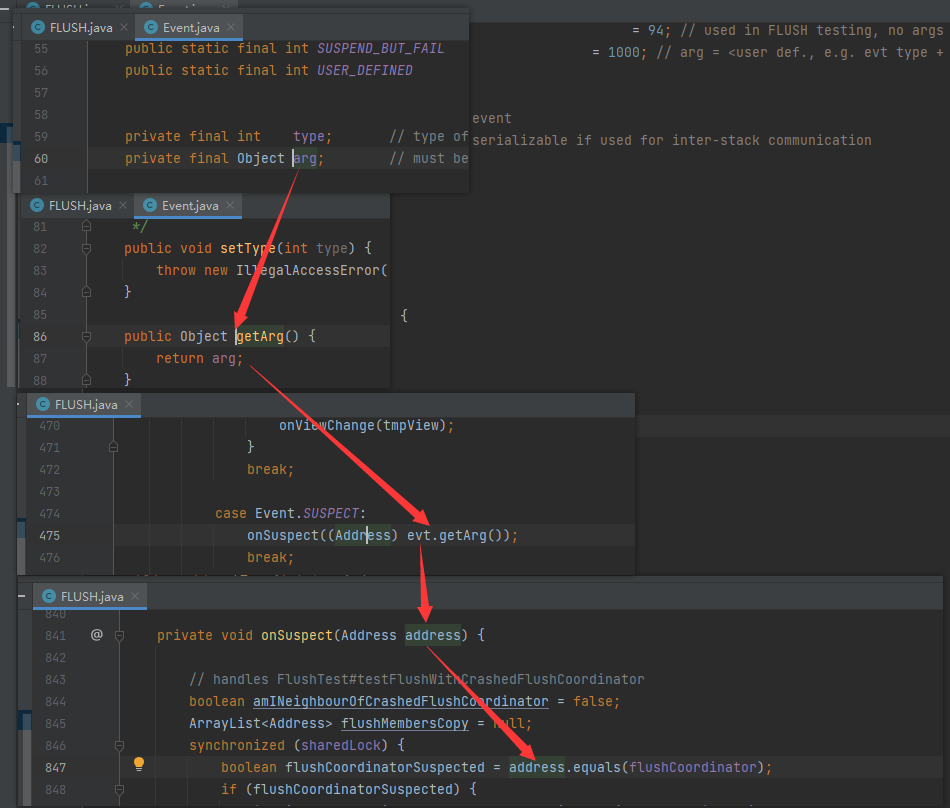 FLUSH.java
Event.java
= 94; // used in FLUSH testing, no args
55 public static final int SUSPEND_BUT_FAIL
= 1000; // arg = <user def., e.g. evt type +
56 public static final int USER_DEFINED
57
58
event
59 private final int type; // type of
serializable if used for inter-stack communication
60 private final Object arg; // must be
61
FLUSH.java
Event.java
81 */
82 public void setType(int type) {
83 throw new IllegalAccessError(
84 }
85
{
86 public Object getArg() {
87 return arg;
88 }
FLUSH.java
470 onViewChange(tmpView);
471 }
472 break;
473
474 case Event.SUSPECT:
475 onSuspect((Address) evt.getArg());
476 break;
FLUSH.java
840
841 @ private void onSuspect(Address address) {
842
843 // handles FlushTest#testFlushWithCrashedFlushCoordinator
844 boolean amINeighbourOfCrashedFlushCoordinator = false;
845 ArrayList<Address> flushMembersCopy = null;
846 synchronized (sharedLock) {
847 boolean flushCoordinatorSuspected = address.equals(flushCoordinator);
848 if (flushCoordinatorSuspected) {